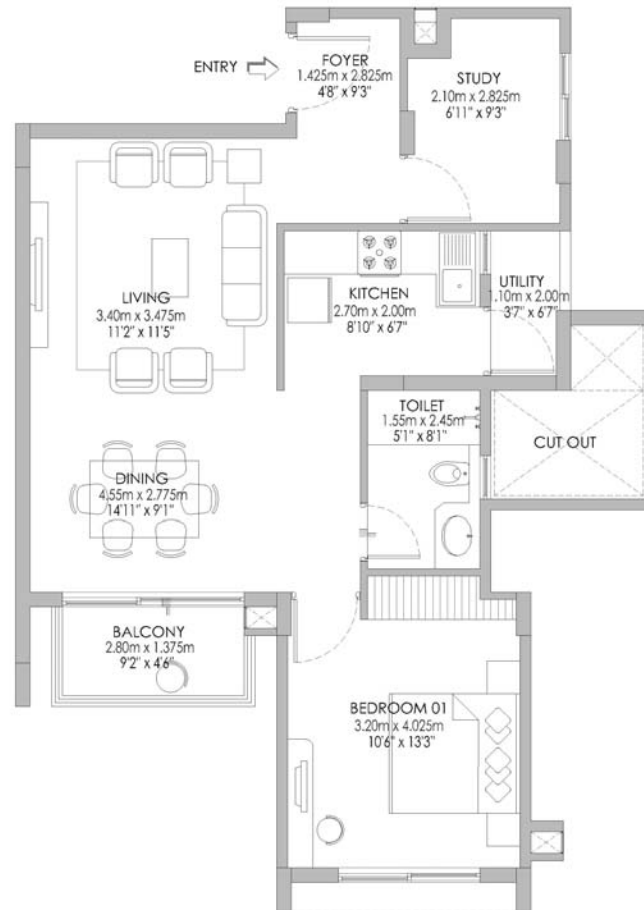 ENTRY
FOYER
1.425m x 2.825m
4'8" x 9'3"
STUDY
2.10m x 2.825m
6'11" x 9'3"
LIVING
3.40m x 3.475m
11'2" x 11'5"
KITCHEN
2.70m x 2.00m
8'10" x 6'7"
UTILITY
1.10m x 2.00m
3'7" x 6'7"
TOILET
1.55m x 2.45m
5'1" x 8'1"
CUT OUT
DINING
4.55m x 2.775m
14'11" x 9'1"
BALCONY
2.80m x 1.375m
9'2" x 4'6"
BEDROOM 01
3.20m x 4.025m
10'6" x 13'3"